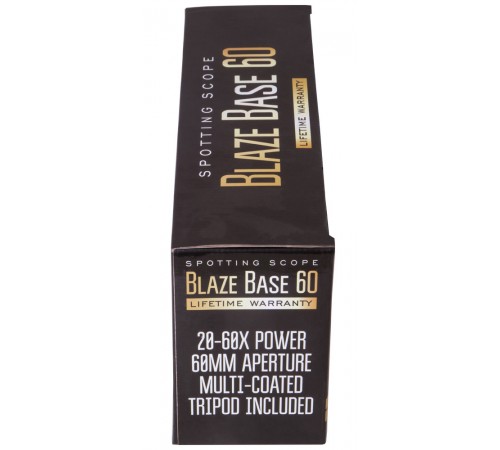 SPOTTING SCOPE
BLAZE BASE 60
LIFETIME WARRANTY
SPOTTING SCOPE
BLAZE BASE 60
LIFETIME WARRANTY
20-60X POWER
60MM APERTURE
MULTI-COATED
TRIPOD INCLUDED